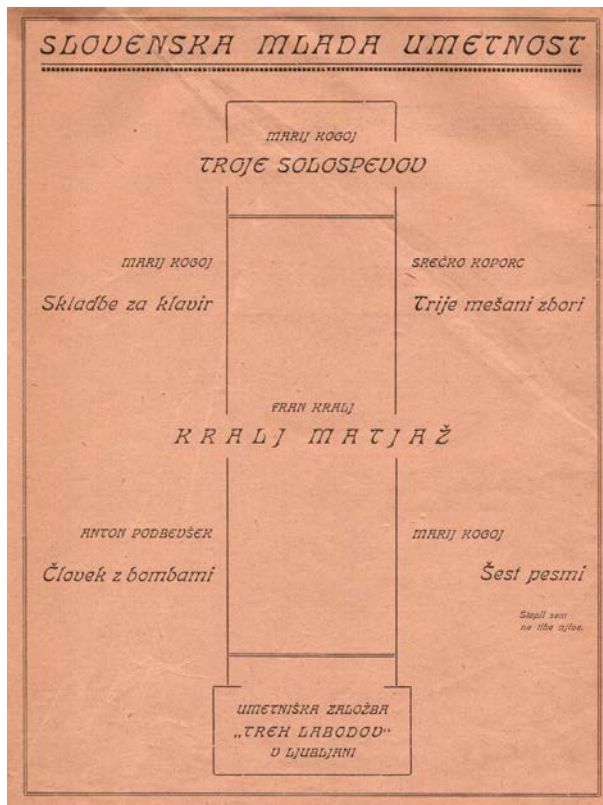 SLOVENSKA MLADA UMETNOST
MARIJ KOGOJ
TROJE SOLOSPEVOV
MARIJ KOGOJ
Skladbe za klavir
SREČKO KOPORC
Trije mešani zbori
FRAN KRALJ
KRALJ MATJAŽ
ANTON PODBEVŠEK
Človek z bombami
MARIJ KOGOJ
Šest pesmi
Stopil sem
na tihe njive.
UMETNIŠKA ZALOŽBA
„TREH LABODOV“
V LJUBLJANI